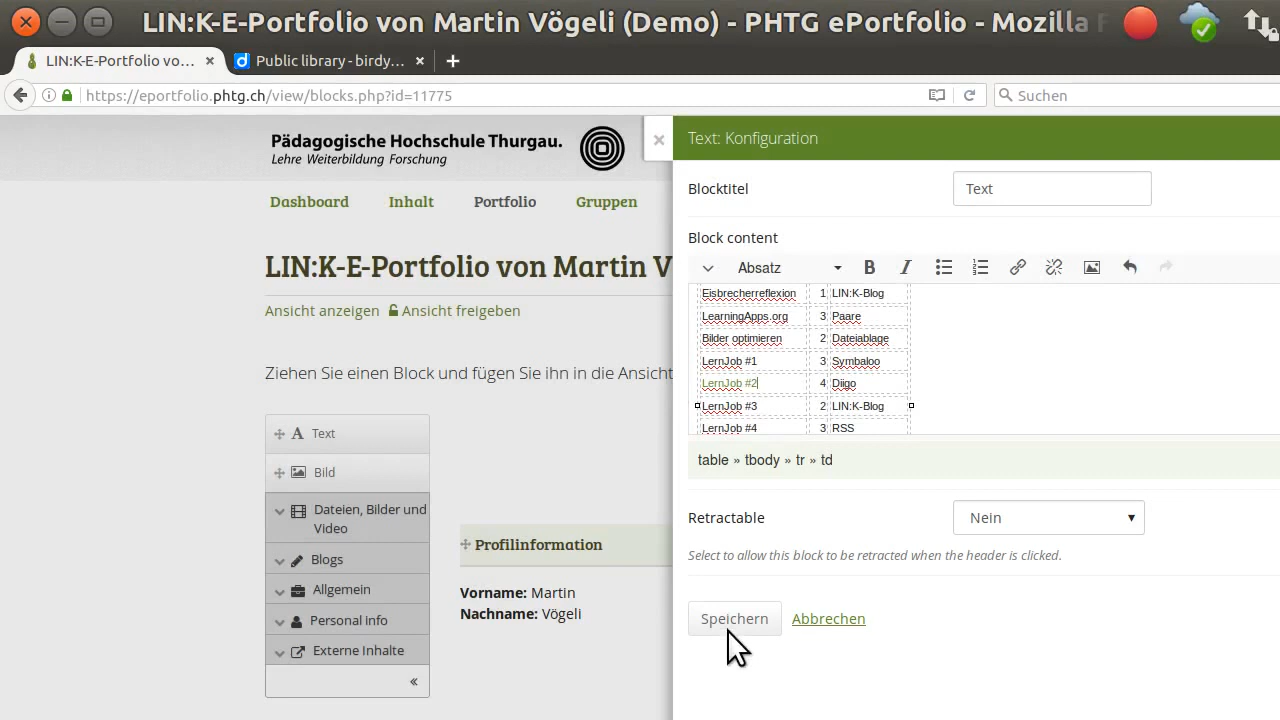 LIN:K-E-Portfolio von Martin Vögeli (Demo) - PHTG ePortfolio - Mozilla F
LIN:K-E-Portfolio vo... ×
Public library - birdy... ×
https://eportfolio.phtg.ch/view/blocks.php?id=11775
Suchen
Pädagogische Hochschule Thurgau.
Lehre Weiterbildung Forschung
Dashboard Inhalt Portfolio Gruppen
LIN:K-E-Portfolio von Martin V
Ansicht anzeigen Ansicht freigeben
Ziehen Sie einen Block und fügen Sie ihn in die Ansicht
Text
Bild
Dateien, Bilder und
Video
Blogs
Allgemein
Personal Info
Externe Inhalte
«
Profilinformation
Vorname: Martin
Nachname: Vögeli
× Text: Konfiguration
Blocktitel Text
Block content
Absatz B I
Eisbrecherreflexion 1 LIN:K-Blog
LearningApps.org 3 Paare
Bilder optimieren 2 Dateiablage
LernJob #1 3 Symbaloo
LernJob #2 4 Diigo
LernJob #3 2 LIN:K-Blog
LernJob #4 3 RSS
table » tbody » tr » td
Retractable Nein
Select to allow this block to be retracted when the header is clicked.
Speichern Abbrechen